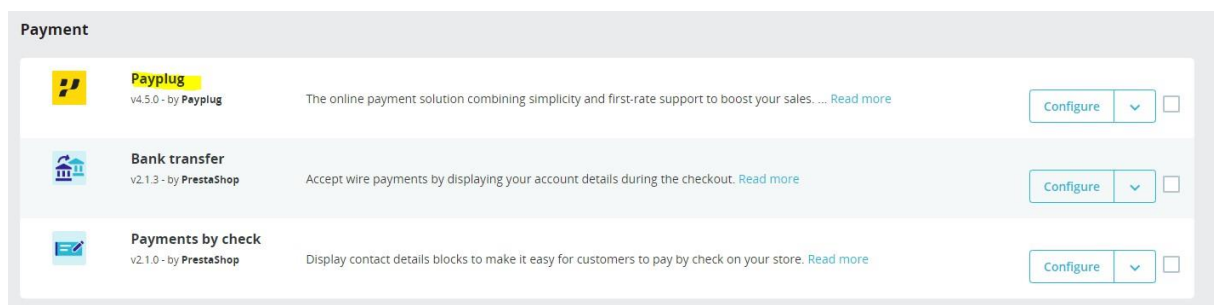 Payment
Payplug
v4.5.0 - by Payplug
The online payment solution combining simplicity and first-rate support to boost your sales. ... Read more
Configure
Bank transfer
v2.1.3 - by PrestaShop
Accept wire payments by displaying your account details during the checkout. Read more
Configure
Payments by check
v2.1.0 - by PrestaShop
Display contact details blocks to make it easy for customers to pay by check on your store. Read more
Configure